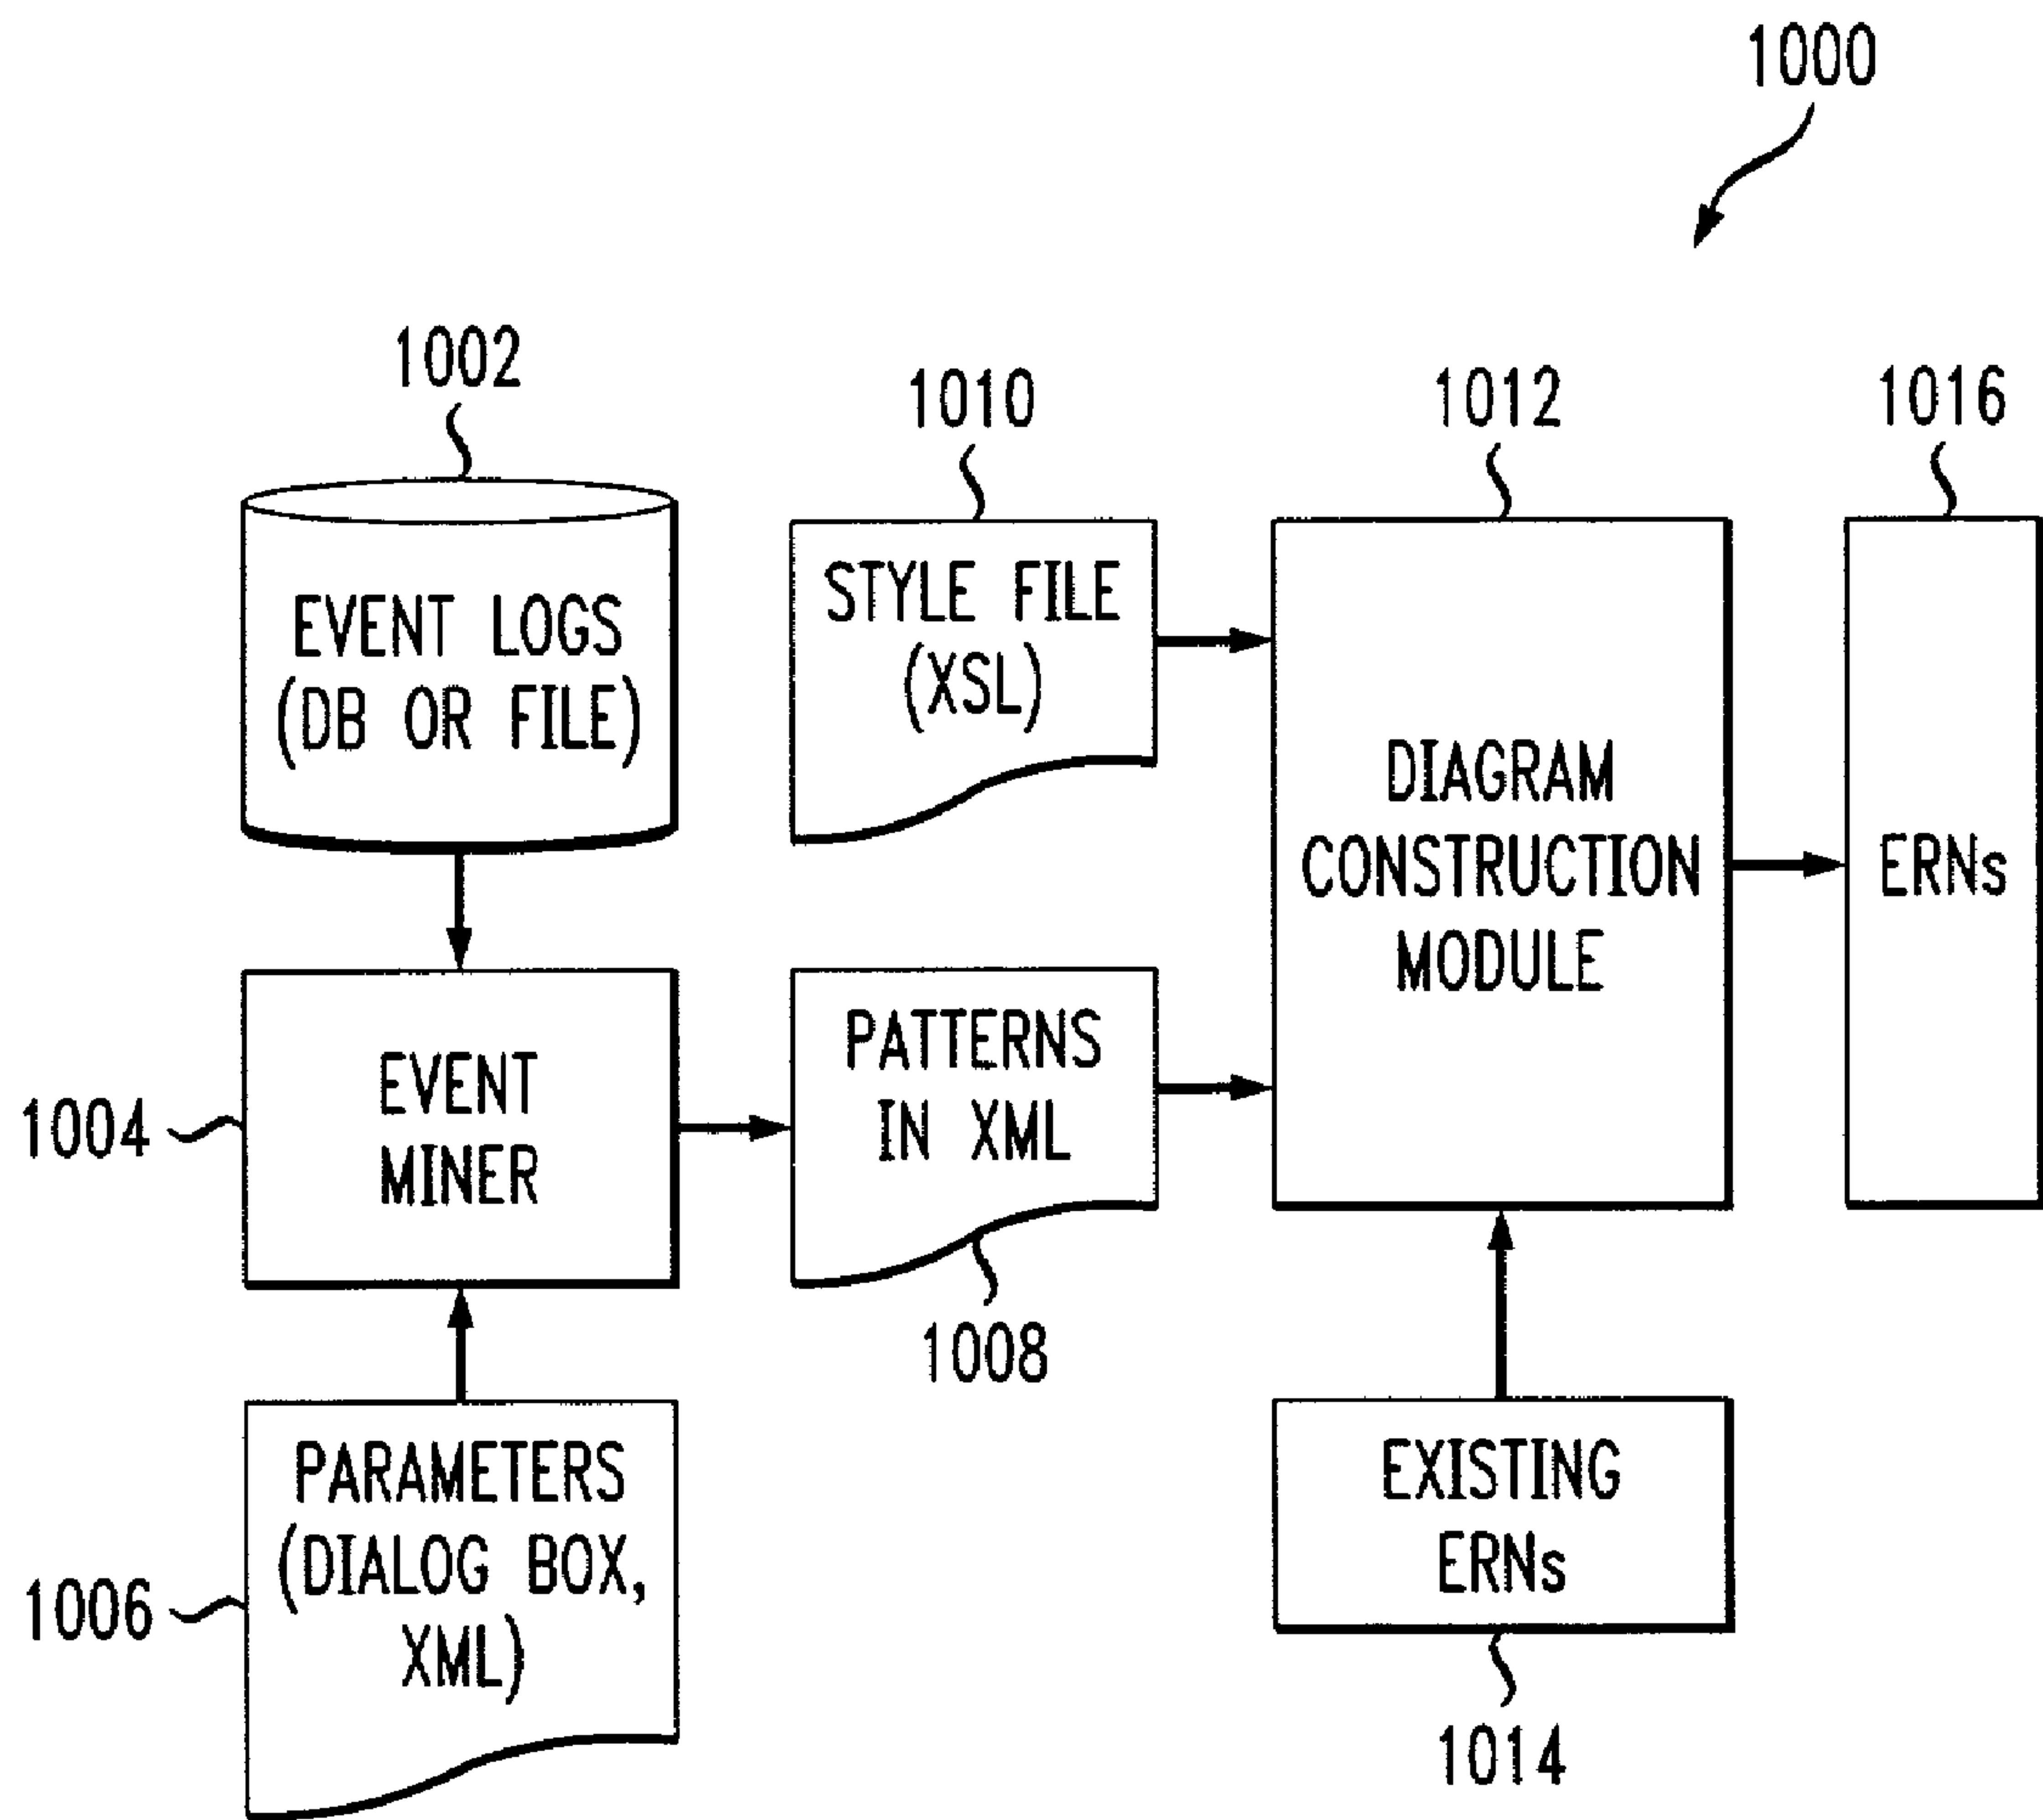 1000
1002
EVENT LOGS
(DB OR FILE)
1010
STYLE FILE
(XSL)
1012
DIAGRAM
CONSTRUCTION
MODULE
1016
ERNs
1004
EVENT
MINER
PATTERNS
IN XML
1008
1006
PARAMETERS
(DIALOG BOX,
XML)
EXISTING
ERNs
1014